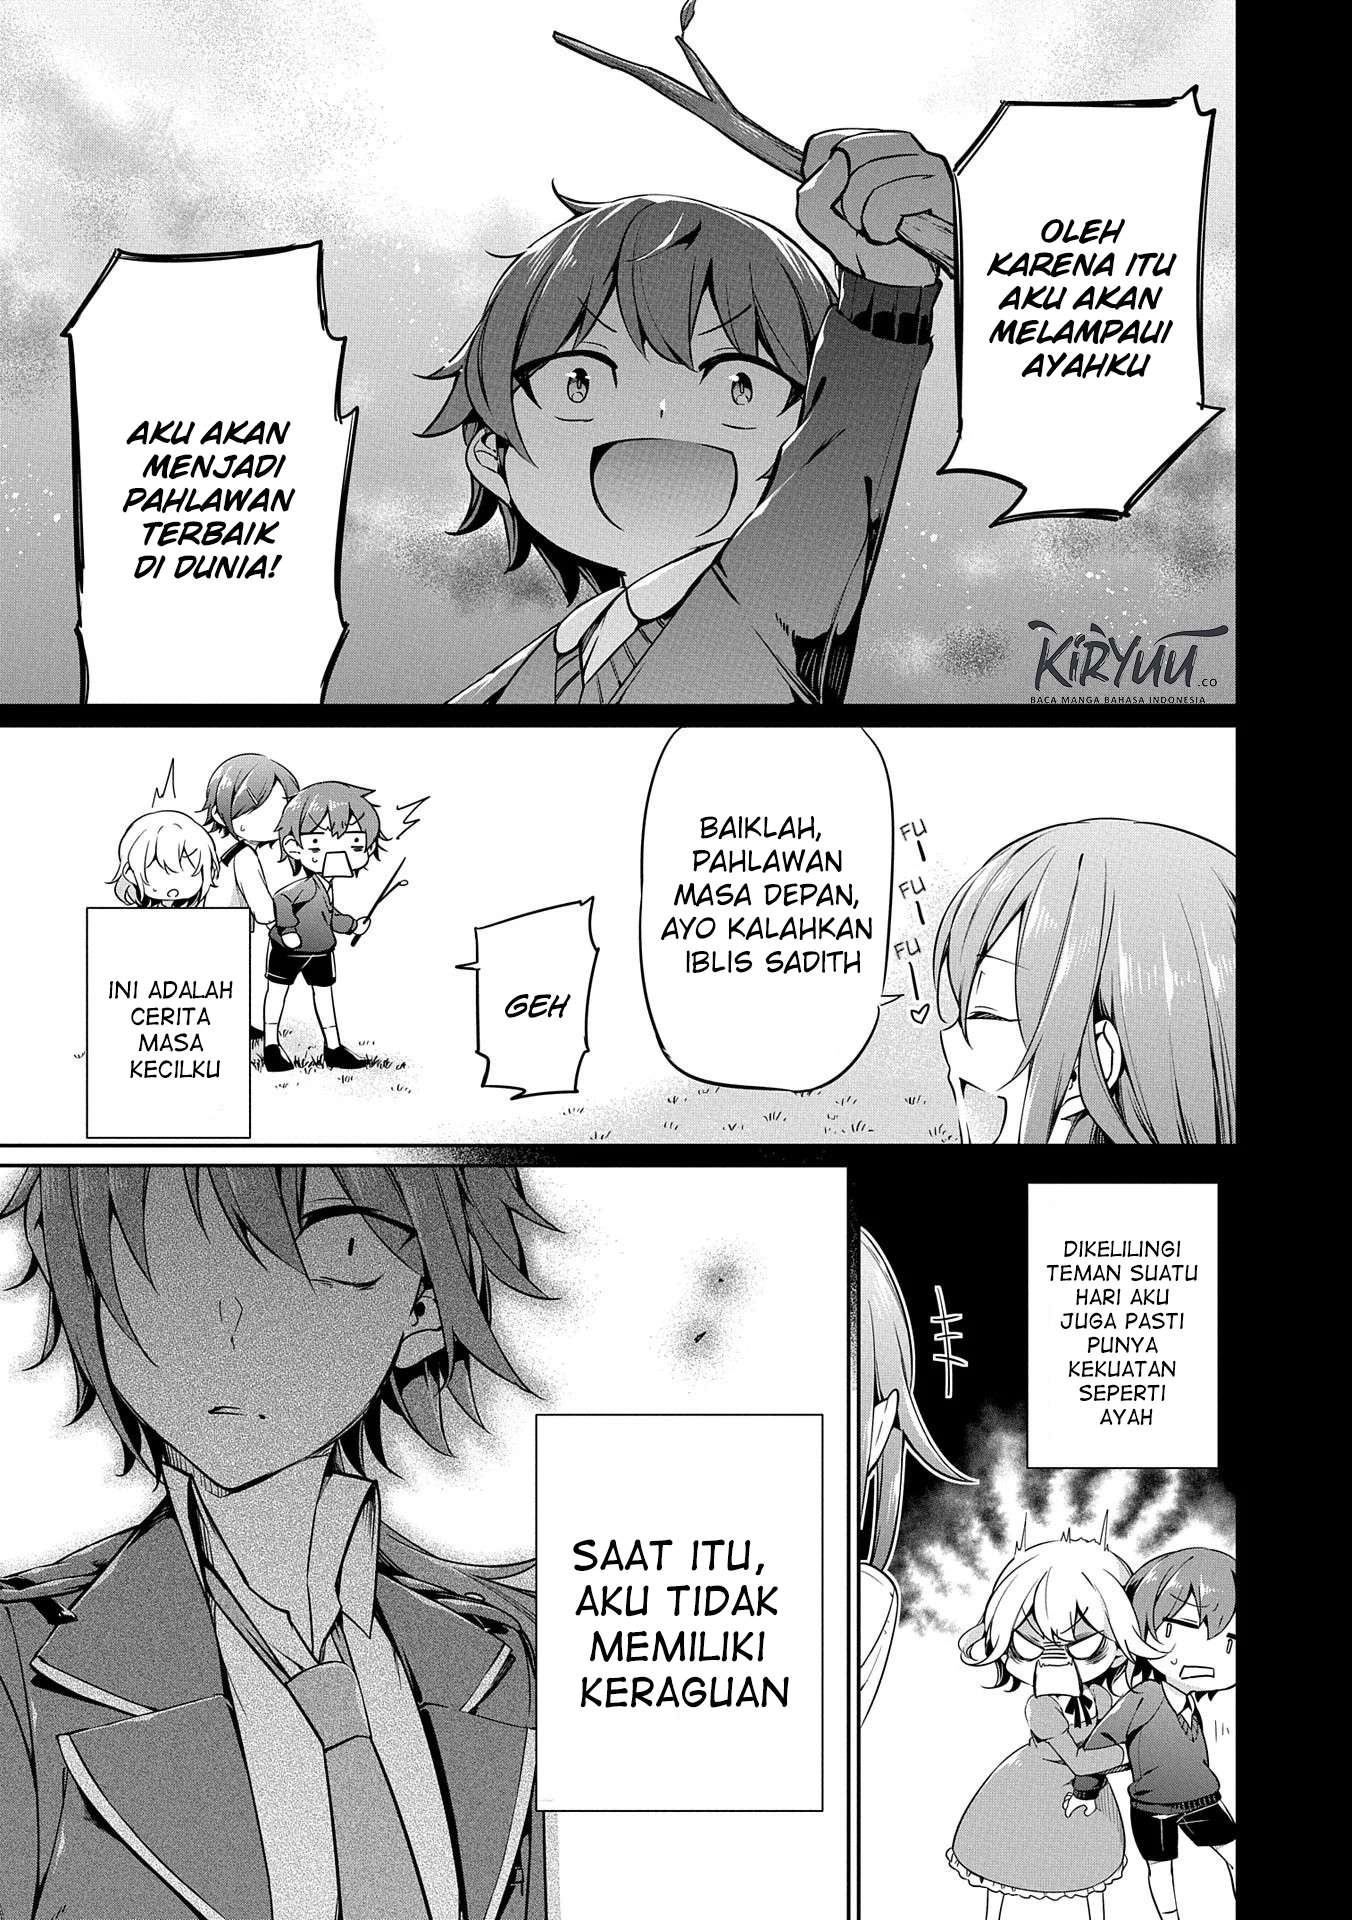 OLEH
KARENA ITU
AKU AKAN
MELAMPAUI
AYAHKU
AKU AKAN
MENJADI
PAHLAWAN
TERBAIK
DI DUNIA!
KIRYUU.CO
BACA MANGA BAHASA INDONESIA
FU
FU
FU
BAIKLAH,
PAHLAWAN
MASA DEPAN,
AYO KALAHKAN
IBLIS SADITH
GEH
INI ADALAH
CERITA
MASA
KECILKU
DIKELILINGI
TEMAN SUATU
HARI AKU
JUGA PASTI
PUNYA
KEKUATAN
SEPERTI
AYAH
SAAT ITU,
AKU TIDAK
MEMILIKI
KERAGUAN